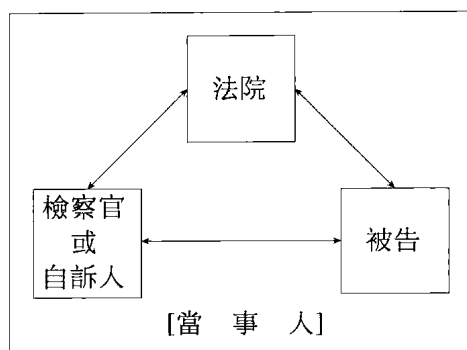 法院
檢察官
或
自訴人
被告
[當 事 人]